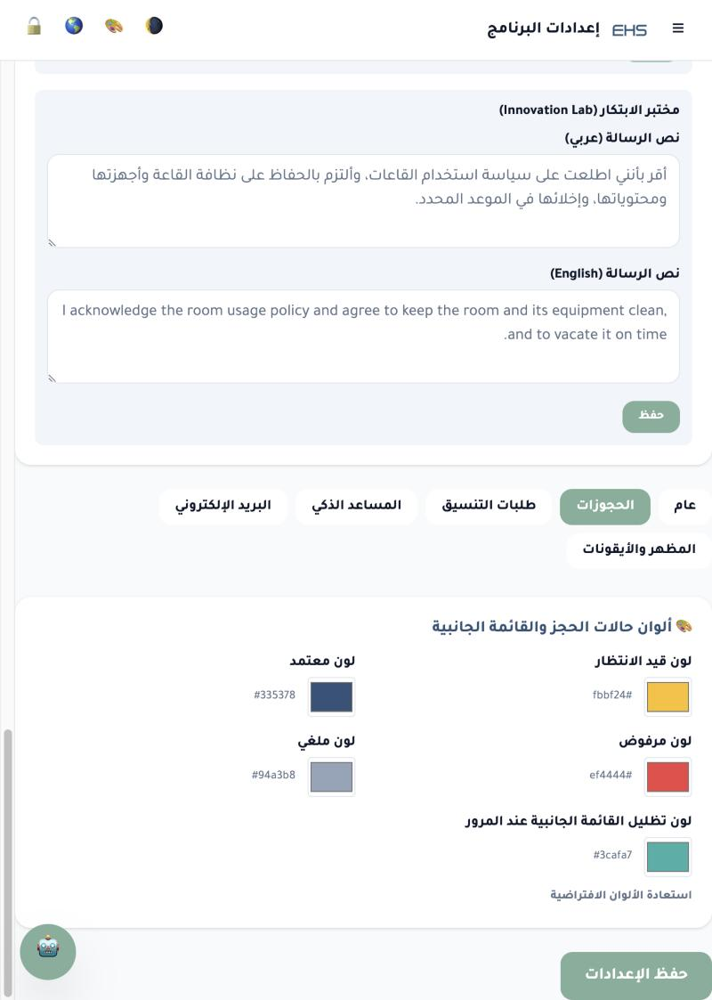 EHS إعدادات البرنامج
مختبر الابتكار (Innovation Lab)
نص الرسالة (عربي)
أقر بأنني اطلعت على سياسة استخدام القاعات، وألتزم بالحفاظ على نظافة القاعة وأجهزتها
ومحتوياتها، وإخلائها في الموعد المحدد.
نص الرسالة (English)
I acknowledge the room usage policy and agree to keep the room and its equipment clean,
and to vacate it on time.
حفظ
عام الحجوزات طلبات التنسيق المساعد الذكي البريد الإلكتروني
المظهر والأيقونات
ألوان حالات الحجز والقائمة الجانبية
لون قيد الانتظار لون معتمد
fbbf24# #335378
لون مرفوض لون ملغي
ef4444# #94a3b8
لون تظليل القائمة الجانبية عند المرور
#3cafa7
استعادة الألوان الافتراضية
حفظ الإعدادات